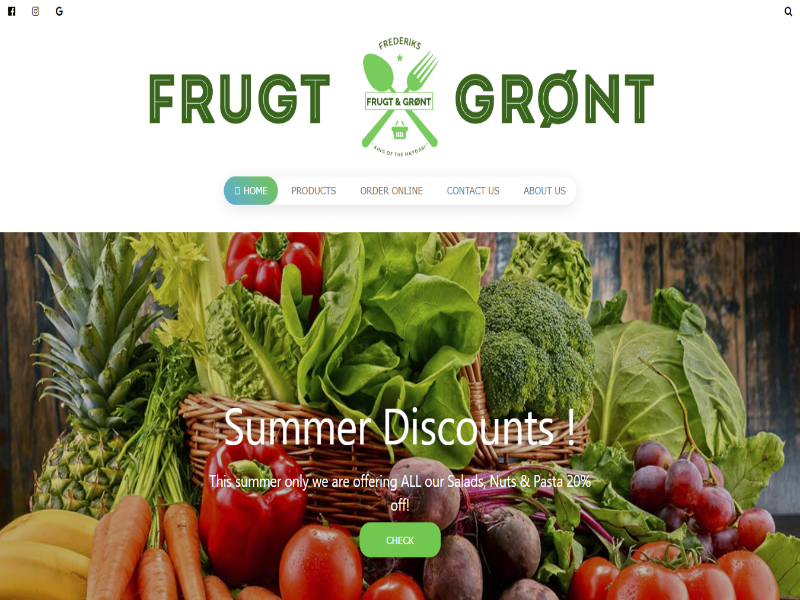 FREDERIKS
FRUGT
FRUGT & GRØNT
GRØNT
HOME
PRODUCTS
ORDER ONLINE
CONTACT US
ABOUT US
Summer Discounts !
This summer only we are offering ALL our Salads, Nuts & Pasta 20%
off!
CHECK